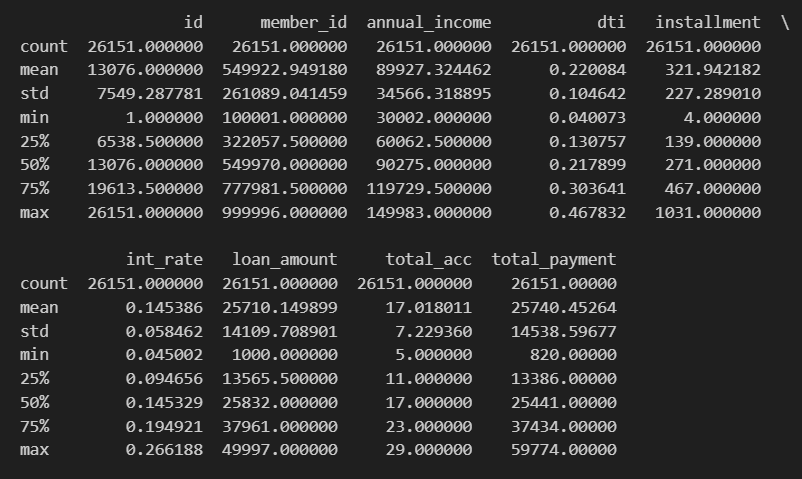 id member_id annual_income dti installment \
count 26151.000000 26151.000000 26151.000000 26151.000000 26151.000000
mean 13076.000000 549922.949180 89927.324462 0.220084 321.942182
std 7549.287781 261089.041459 34566.318895 0.104642 227.289010
min 1.000000 100001.000000 30002.000000 0.040073 4.000000
25% 6538.500000 322057.500000 60062.500000 0.130757 139.000000
50% 13076.000000 549970.000000 90275.000000 0.217899 271.000000
75% 19613.500000 777981.500000 119729.500000 0.303641 467.000000
max 26151.000000 999996.000000 149983.000000 0.467832 1031.000000
int_rate loan_amount total_acc total_payment
count 26151.000000 26151.000000 26151.000000 26151.00000
mean 0.145386 25710.149899 17.018011 25740.45264
std 0.058462 14109.708901 7.229360 14538.59677
min 0.045002 1000.000000 5.000000 820.00000
25% 0.094656 13565.500000 11.000000 13386.00000
50% 0.145329 25832.000000 17.000000 25441.00000
75% 0.194921 37961.000000 23.000000 37434.00000
max 0.266188 49997.000000 29.000000 59774.00000